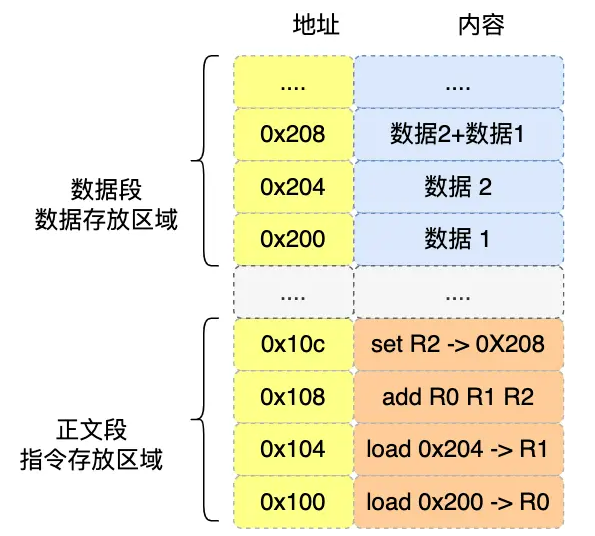 地址 内容
.... ....
0x208 数据2+数据1
0x204 数据 2
0x200 数据 1
数据段
数据存放区域
.... ....
0x10c set R2 -> 0X208
0x108 add R0 R1 R2
0x104 load 0x204 -> R1
0x100 load 0x200 -> R0
正文段
指令存放区域